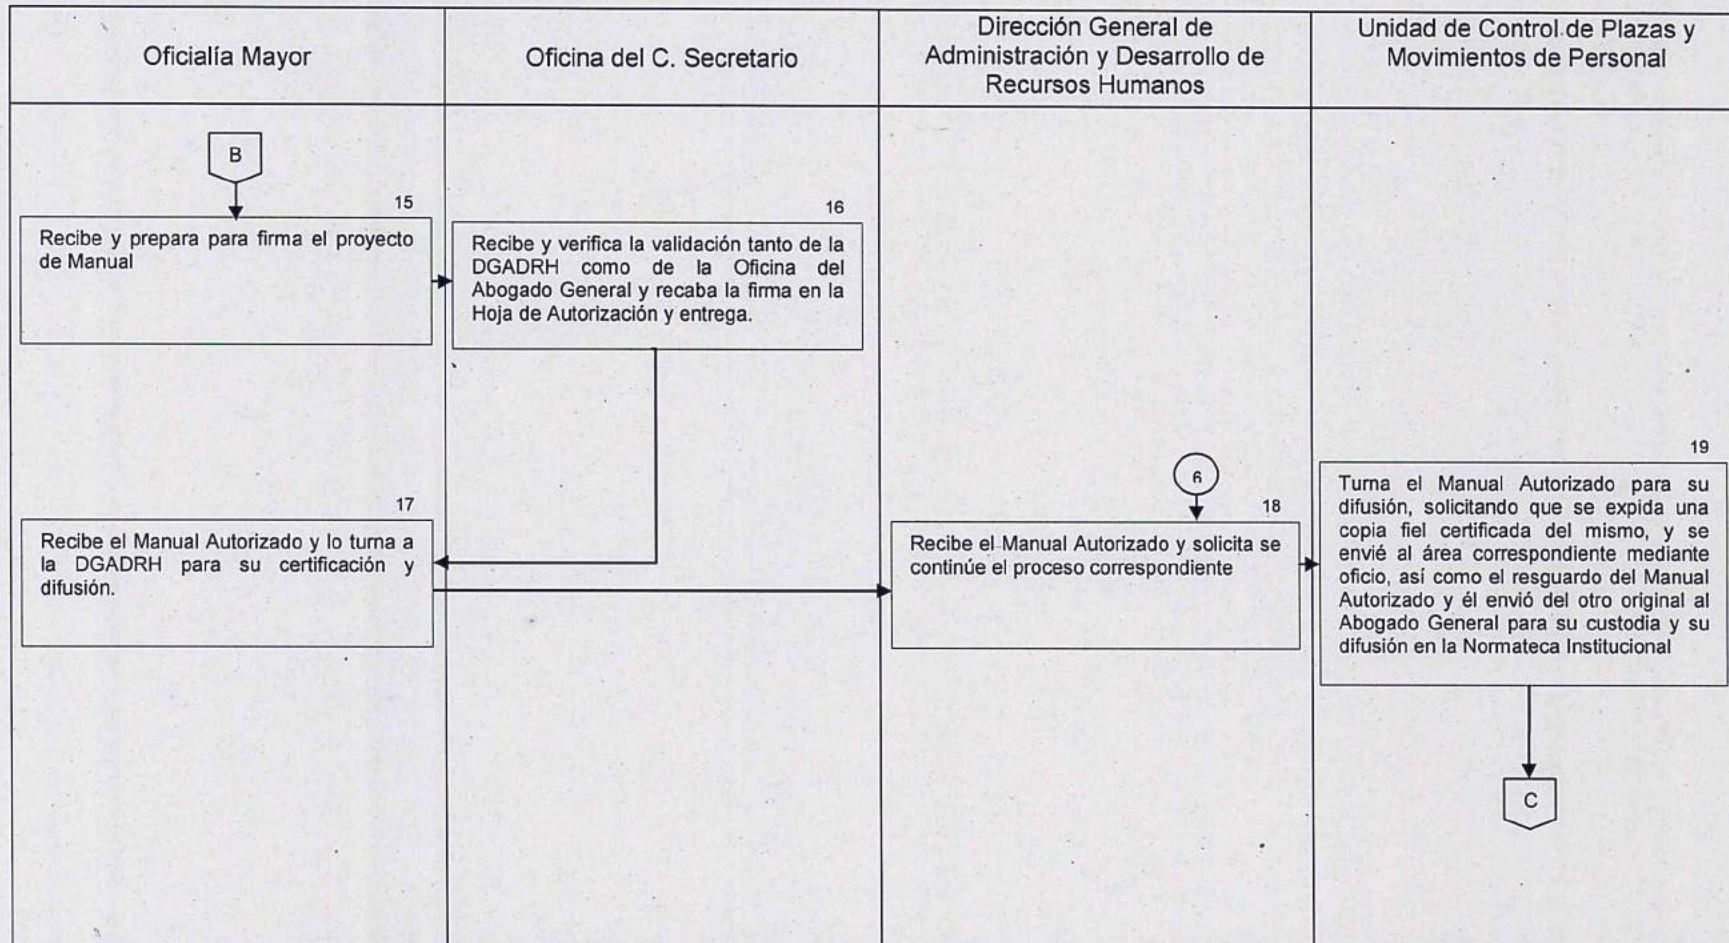 Oficialía Mayor
Oficina del C. Secretario
Dirección General de
Administración y Desarrollo de
Recursos Humanos
Unidad de Control de Plazas y
Movimientos de Personal
B
15
Recibe y prepara para firma el proyecto
de Manual
16
Recibe y verifica la validación tanto de la
DGADRH como de la Oficina del
Abogado General y recaba la firma en la
Hoja de Autorización y entrega.
17
Recibe el Manual Autorizado y lo turna a
la DGADRH para su certificación y
difusión.
6
18
Recibe el Manual Autorizado y solicita se
continúe el proceso correspondiente
19
Turna el Manual Autorizado para su
difusión, solicitando que se expida una
copia fiel certificada del mismo, y se
envié al área correspondiente mediante
oficio, así como el resguardo del Manual
Autorizado y él envió del otro original al
Abogado General para su custodia y su
difusión en la Normateca Institucional
C